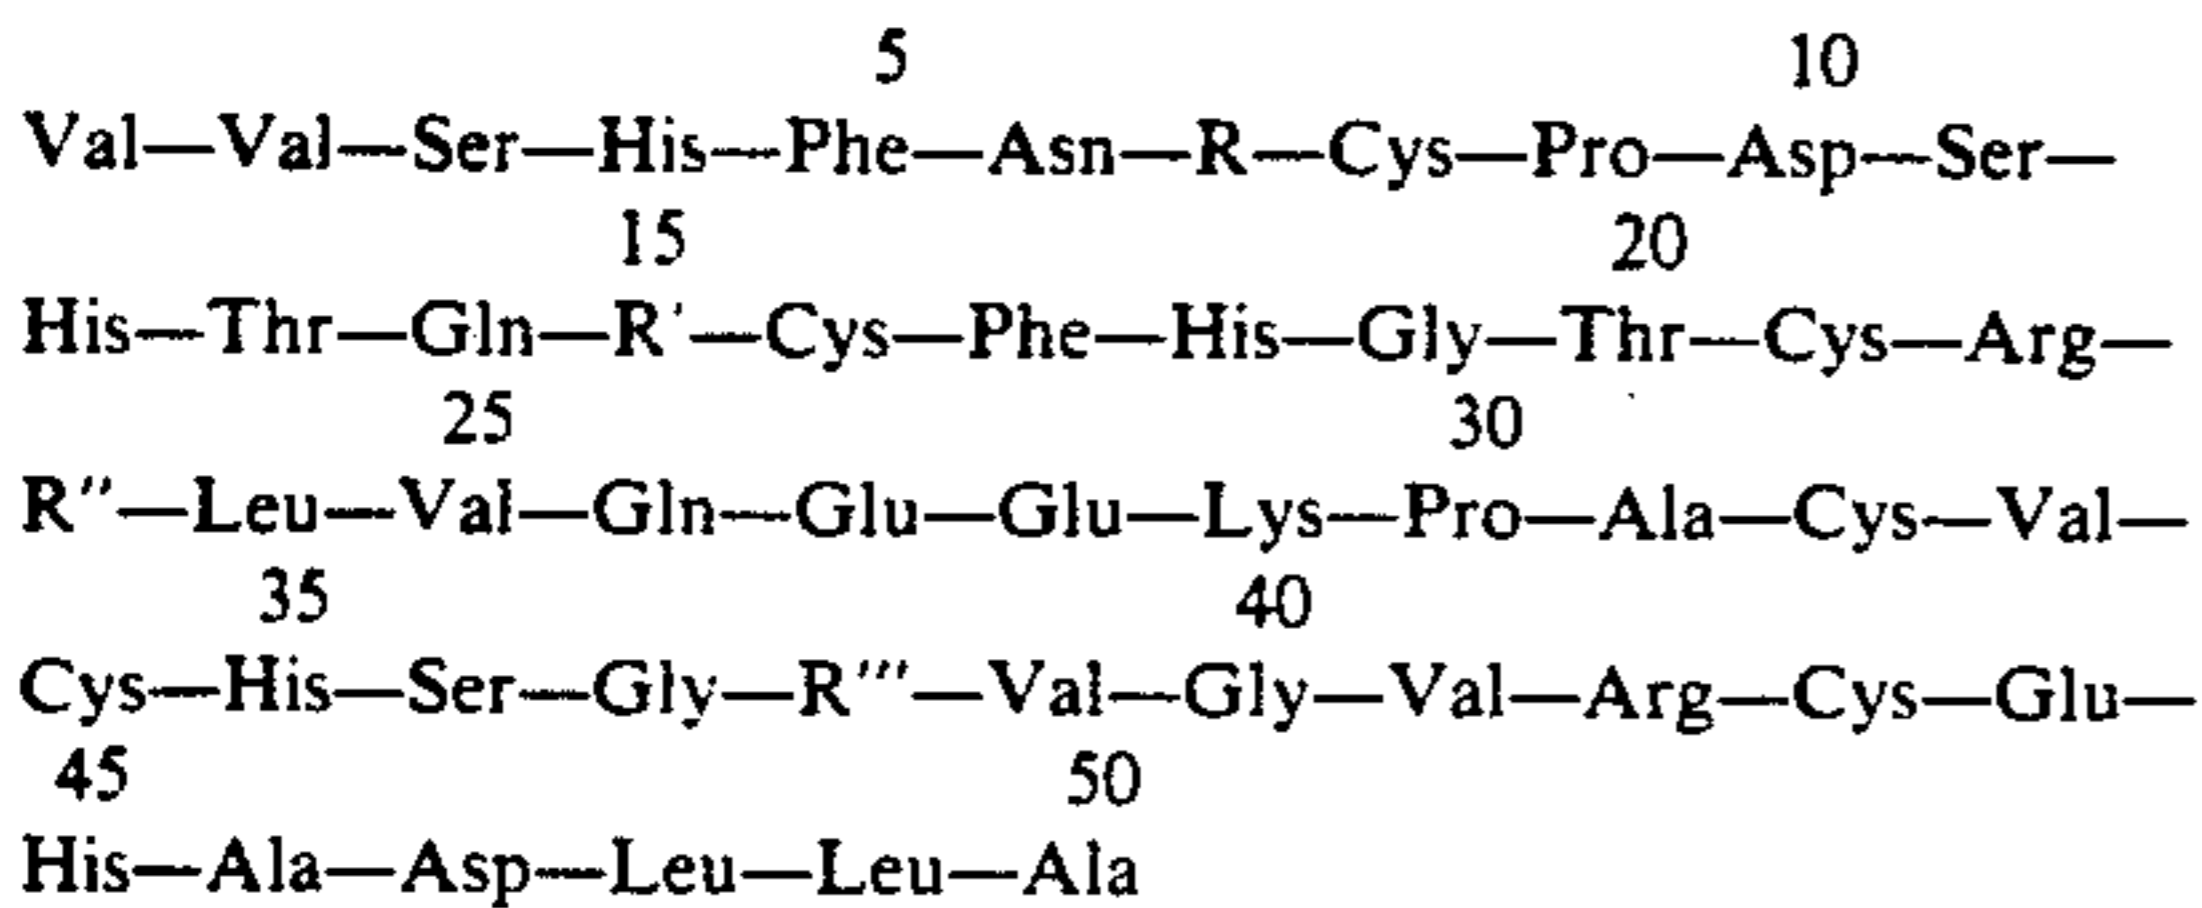 5 10
Val—Val—Ser—His—Phe—Asn—R—Cys—Pro—Asp—Ser—
15 20
His—Thr—Gln—R'—Cys—Phe—His—Gly—Thr—Cys—Arg—
25 30
R''—Leu—Val—Gln—Glu—Glu—Lys—Pro—Ala—Cys—Val—
35 40
Cys—His—Ser—Gly—R'''—Val—Gly—Val—Arg—Cys—Glu—
45 50
His—Ala—Asp—Leu—Leu—Ala